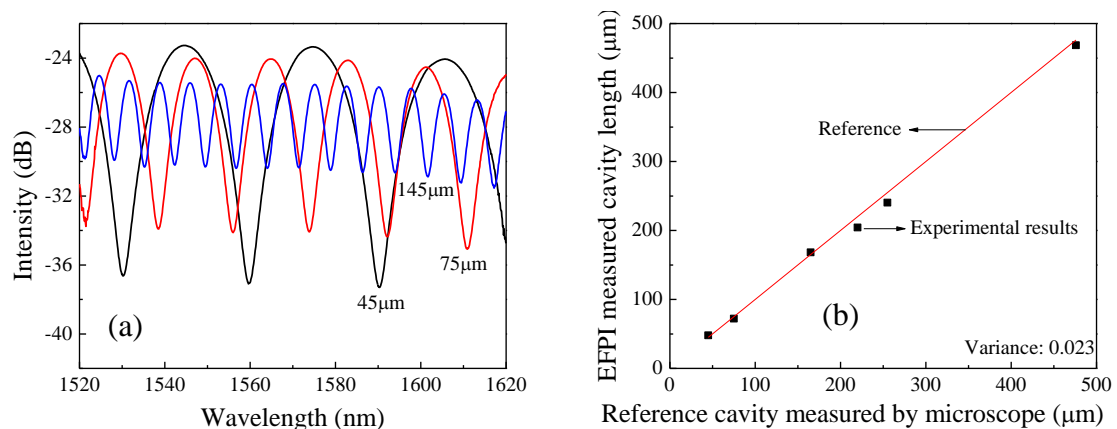 -24
-28
-32
-36
-40
Intensity (dB)
145μm
75μm
45μm
(a)
1520 1540 1560 1580 1600 1620
Wavelength (nm)
500
400
300
200
100
0
EFPI measured cavity length (μm)
Reference
Experimental results
(b)
Variance: 0.023
0 100 200 300 400 500
Reference cavity measured by microscope (μm)